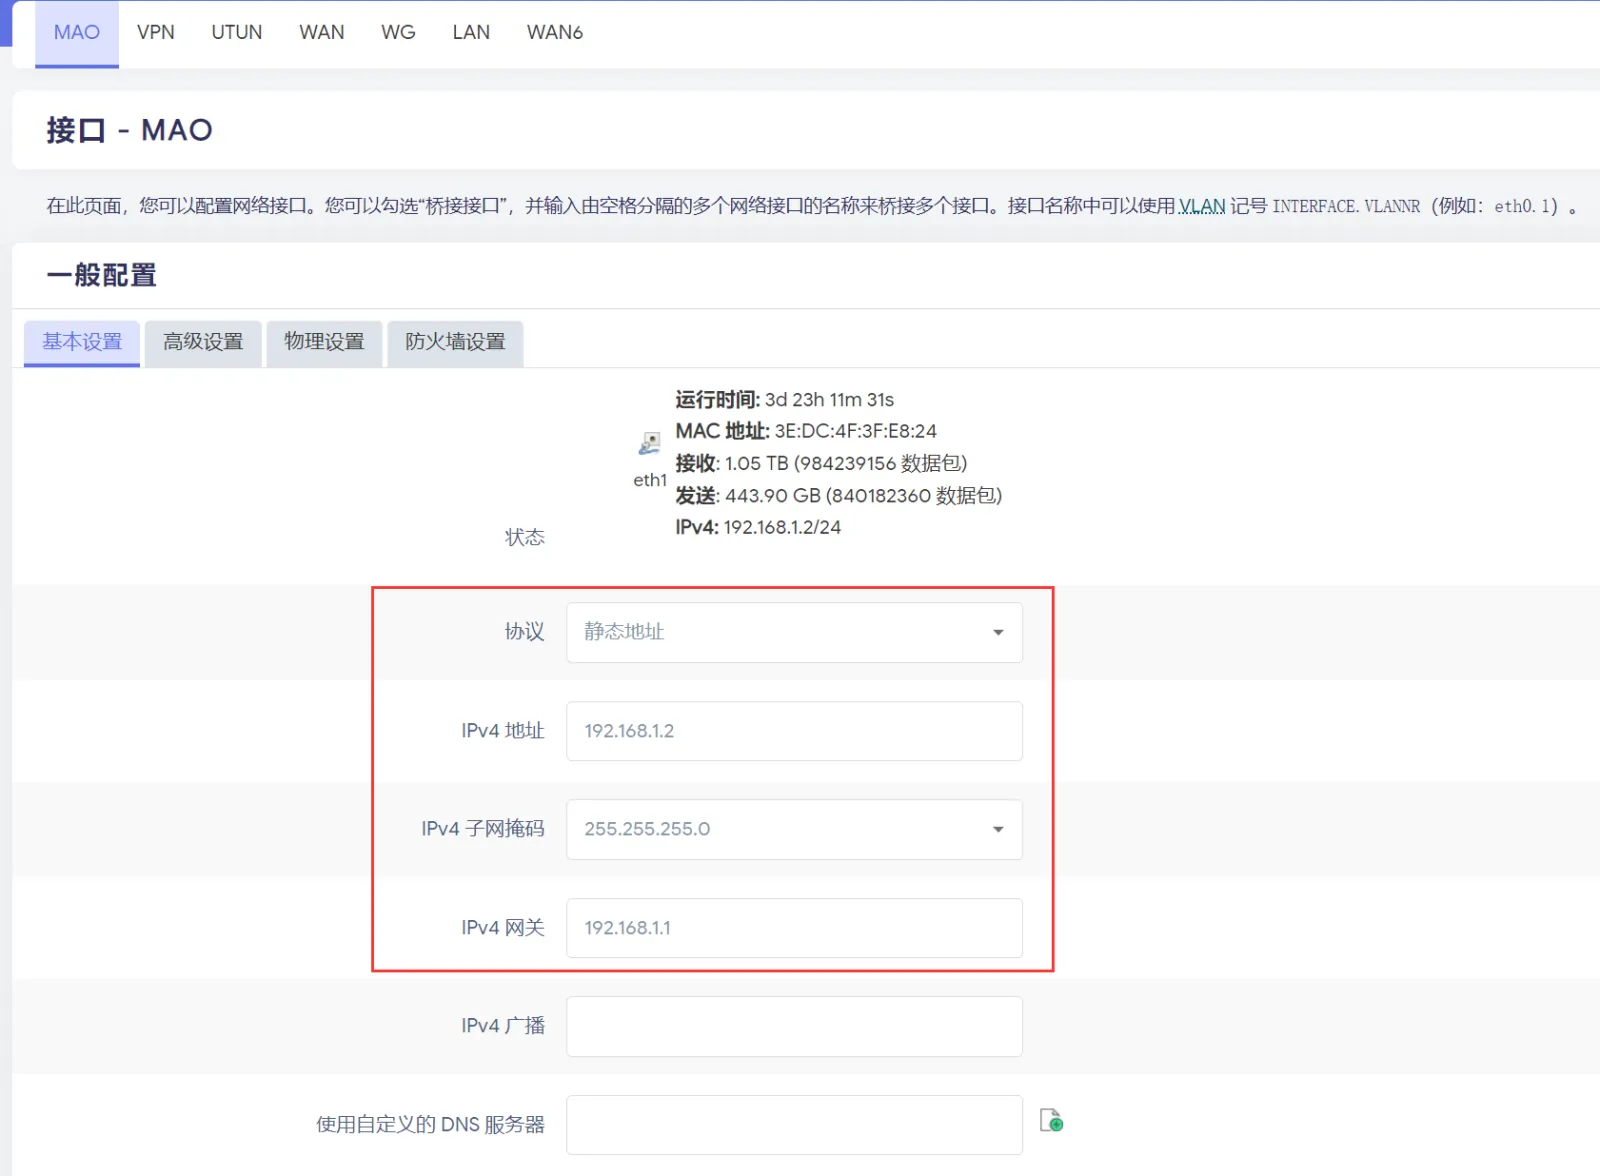 MAO VPN UTUN WAN WG LAN WAN6
接口 - MAO
在此页面，您可以配置网络接口。您可以勾选“桥接接口”，并输入由空格分隔的多个网络接口的名称来桥接多个接口。接口名称中可以使用 VLAN 记号 INTERFACE.VLANNR（例如：eth0.1）。
一般配置
基本设置 高级设置 物理设置 防火墙设置
状态
eth1
运行时间: 3d 23h 11m 31s
MAC 地址: 3E:DC:4F:3F:E8:24
接收: 1.05 TB (984239156 数据包)
发送: 443.90 GB (840182360 数据包)
IPv4: 192.168.1.2/24
协议 静态地址
IPv4 地址 192.168.1.2
IPv4 子网掩码 255.255.255.0
IPv4 网关 192.168.1.1
IPv4 广播
使用自定义的 DNS 服务器